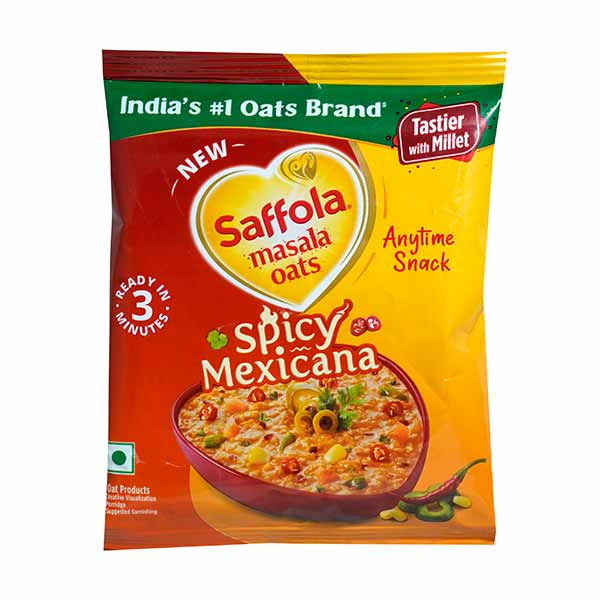 India's #1 Oats Brand
Tastier
with Millet
NEW
Saffola
masala
oats
Anytime
Snack
READY IN
3
MINUTES
Spicy
Mexicana
Oat Products
Creative Visualization
Porridge
Suggested Garnishing